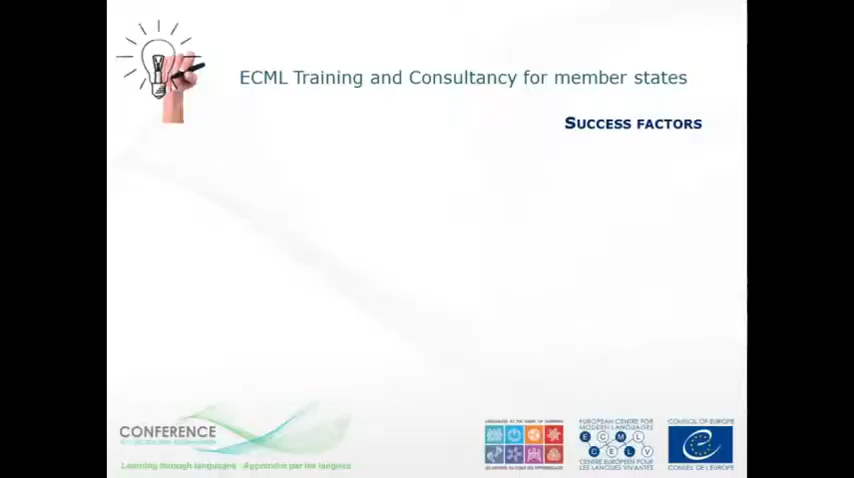 ECML Training and Consultancy for member states
SUCCESS FACTORS
CONFERENCE
Learning through languages Apprendre par les langues
EUROPEAN CENTRE FOR
MODERN LANGUAGES
E C M L
C E L V
CENTRE EUROPEEN POUR
LES LANGUES VIVANTES
COUNCIL OF EUROPE
CONSEIL DE L'EUROPE